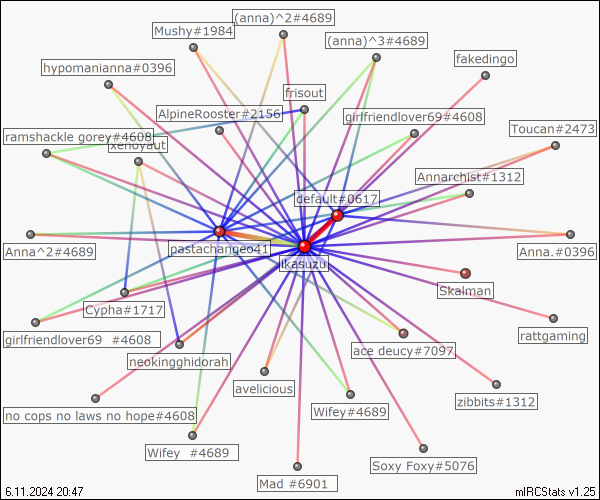 (anna)^2#4689
Mushy#1984
(anna)^3#4689
fakedingo
hypomanianna#0396
frisout
AlpineRooster#2156
girlfriendlover69#4608
Toucan#2473
ramshackle gorey#4608
xenoyaut
Annarchist#1312
default#0617
Anna^2#4689
pastachangeo41
Anna.#0396
ikasuzu
Skalman
Cypha#1717
girlfriendlover69 #4608
rattgaming
neokingghidorah
ace deucy#7097
avelicious
no cops no laws no hope#4608
Wifey#4689
zibbits#1312
Wifey #4689
Soxy Foxy#5076
Mad #6901
6.11.2024 20:47
mIRCStats v1.25